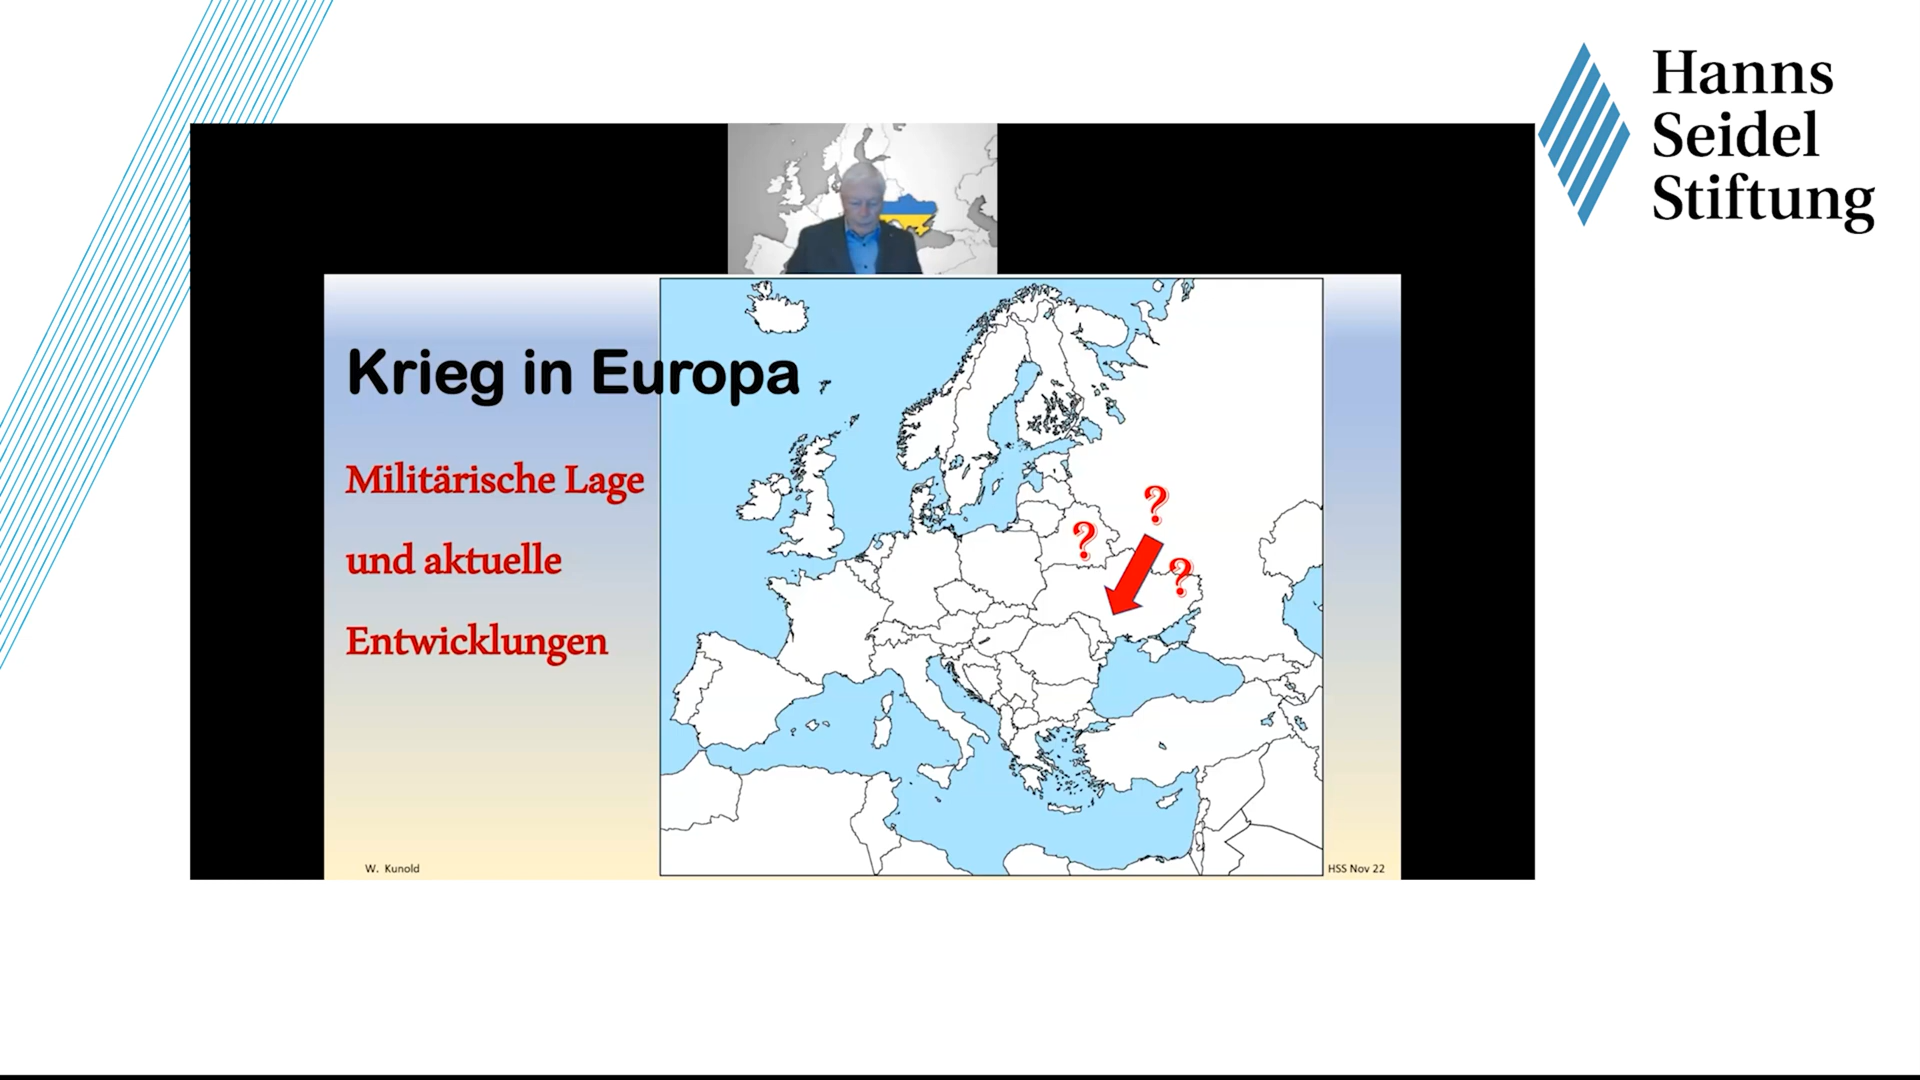 Hanns
Seidel
Stiftung
Krieg in Europa
Militärische Lage
und aktuelle
Entwicklungen
?
?
?
W. Kunold
HSS Nov 22